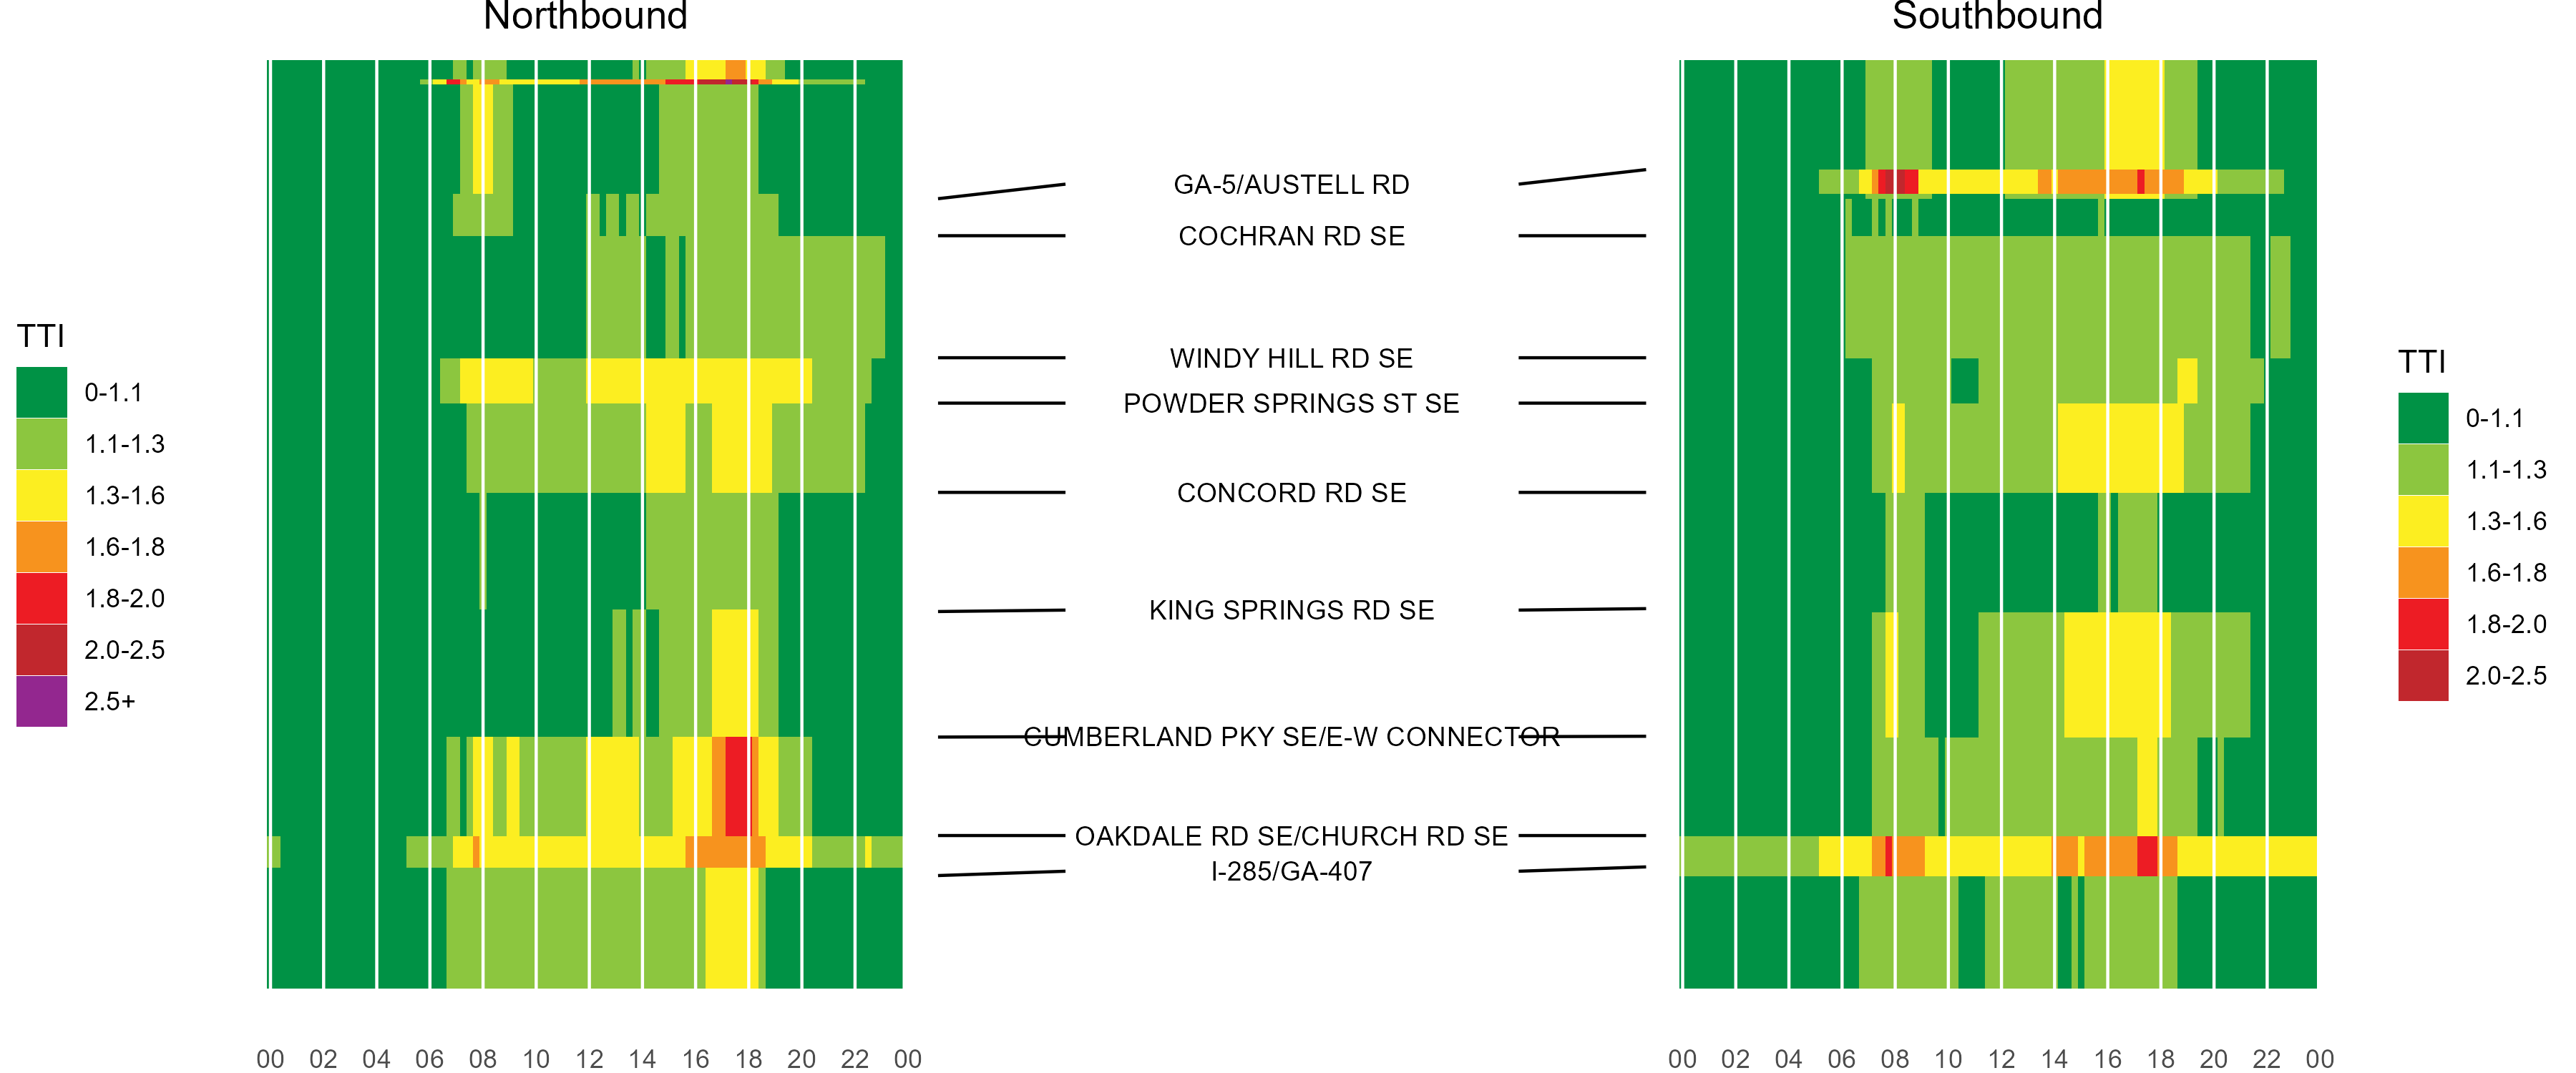 Northbound
Southbound
GA-5/AUSTELL RD
COCHRAN RD SE
WINDY HILL RD SE
POWDER SPRINGS ST SE
CONCORD RD SE
KING SPRINGS RD SE
CUMBERLAND PKY SE/E-W CONNECTOR
OAKDALE RD SE/CHURCH RD SE
I-285/GA-407
TTI
0-1.1
1.1-1.3
1.3-1.6
1.6-1.8
1.8-2.0
2.0-2.5
2.5+
TTI
0-1.1
1.1-1.3
1.3-1.6
1.6-1.8
1.8-2.0
2.0-2.5
00 02 04 06 08 10 12 14 16 18 20 22 00
00 02 04 06 08 10 12 14 16 18 20 22 00